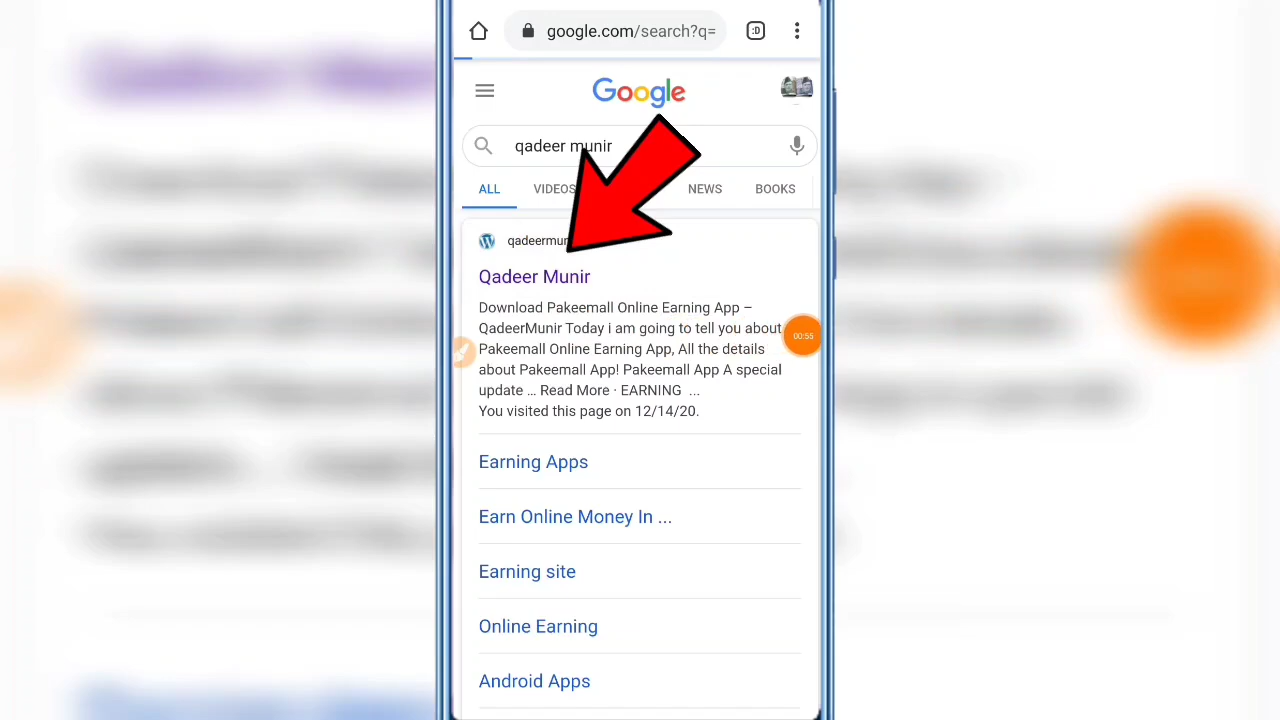 :D
google.com/search?q=
Google
qadeer munir
ALL VIDEOS NEWS BOOKS
Qadeer Munir
Download Pakeemall Online Earning App –
QadeerMunir Today i am going to tell you about
00:55
Pakeemall Online Earning App, All the details
about Pakeemall App! Pakeemall App A special
update ... Read More · EARNING ...
You visited this page on 12/14/20.
Earning Apps
Earn Online Money In ...
Earning site
Online Earning
Android Apps